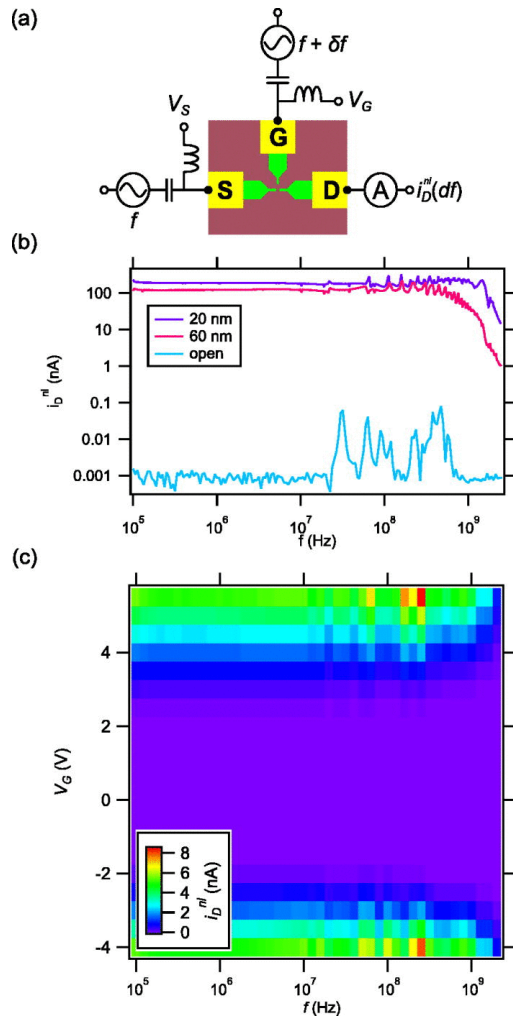 (a)
f + δf
V_S
V_G
G
S
D
A
f
i_D^nl(df)
(b)
100
10
1
0.1
0.01
0.001
i_D^nl (nA)
20 nm
60 nm
open
10^5
10^6
10^7
10^8
10^9
f (Hz)
(c)
4
2
0
-2
-4
V_G (V)
8
6
4
2
0
i_D^nl (nA)
10^5
10^6
10^7
10^8
10^9
f (Hz)